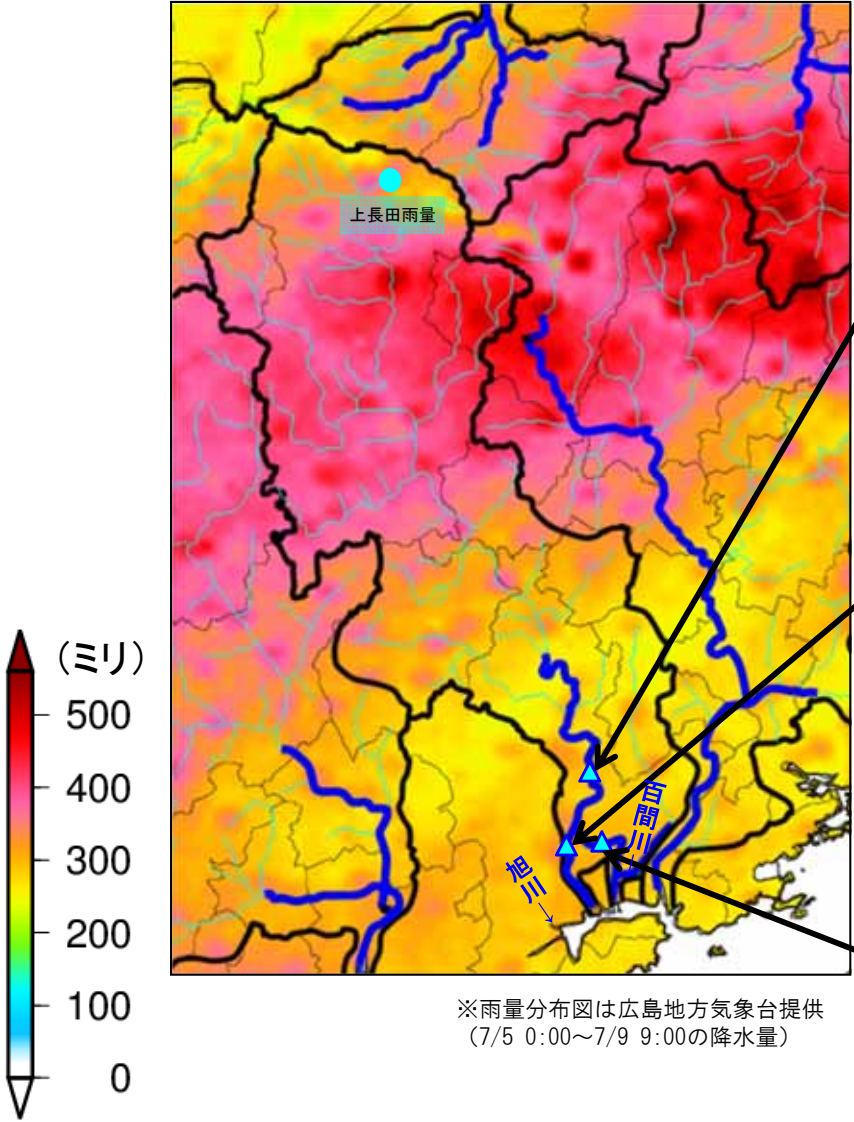 上長田雨量
(ミリ)
500
400
300
200
100
0
百間川
↓
旭川
→
※雨量分布図は広島地方気象台提供
(7/5 0:00～7/9 9:00の降水量)